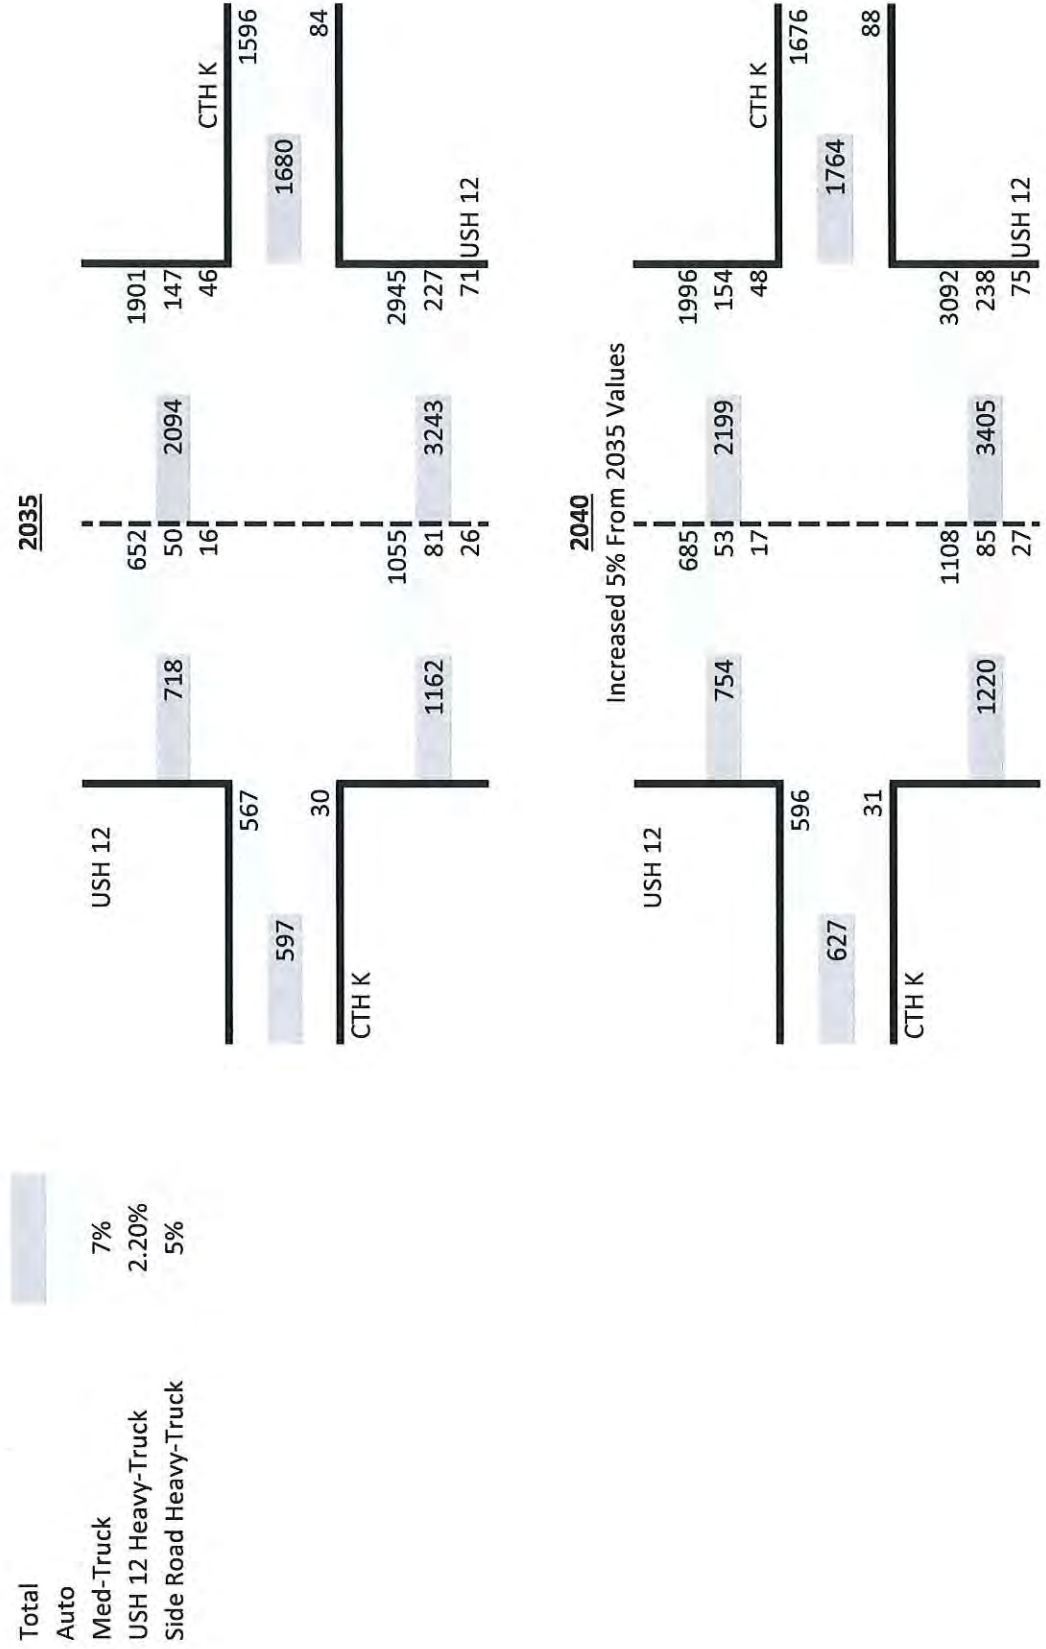 Total
Auto
Med-Truck 7%
USH 12 Heavy-Truck 2.20%
Side Road Heavy-Truck 5%
2035
USH 12
CTH K
652 1901
718 50 2094 147
16 46
567 1596
597 1680
30 84
CTH K
1055 2945
1162 81 3243 227
26 71 USH 12
2040
Increased 5% From 2035 Values
USH 12
CTH K
685 1996
754 53 2199 154
17 48
596 1676
627 1764
31 88
CTH K
1108 3092
1220 85 3405 238
27 75 USH 12